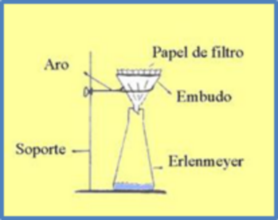 Papel de filtro
Aro
Embudo
Soporte
Erlenmeyer